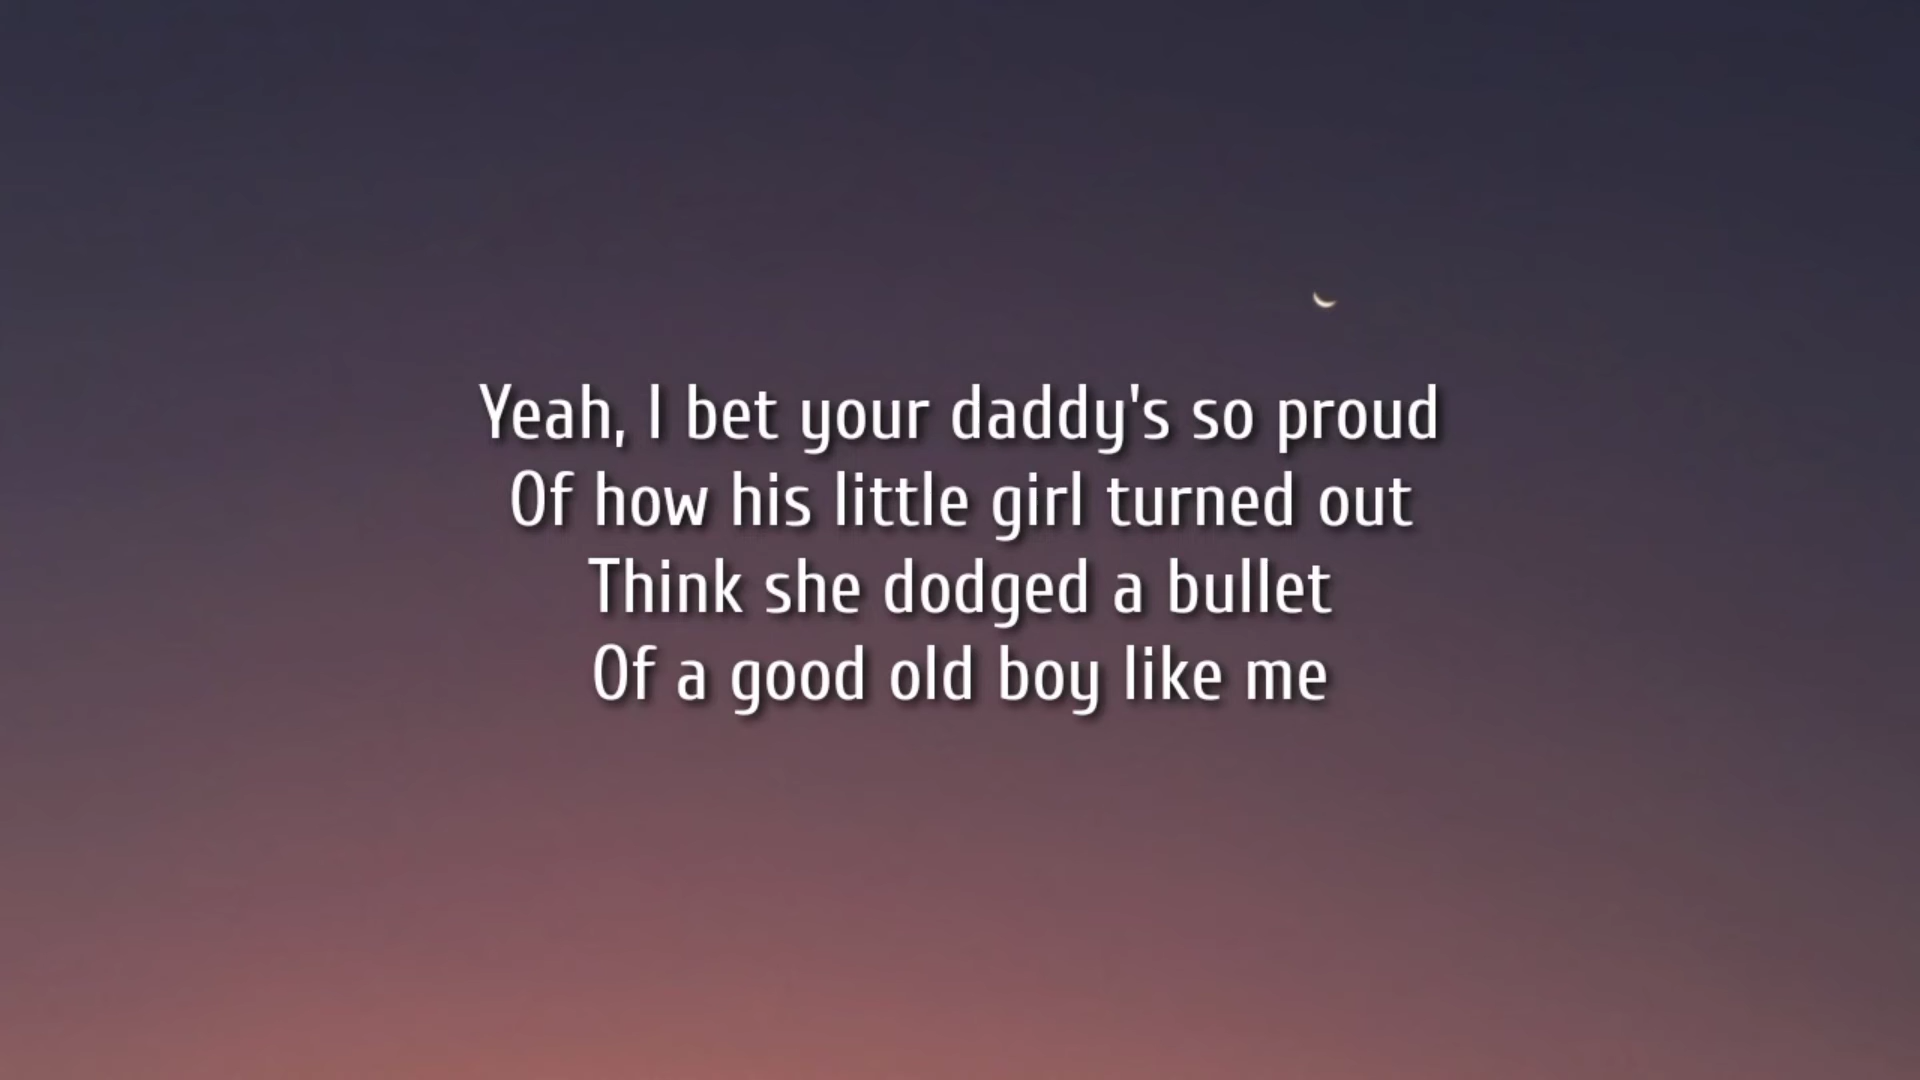 Yeah, I bet your daddy's so proud
Of how his little girl turned out
Think she dodged a bullet
Of a good old boy like me